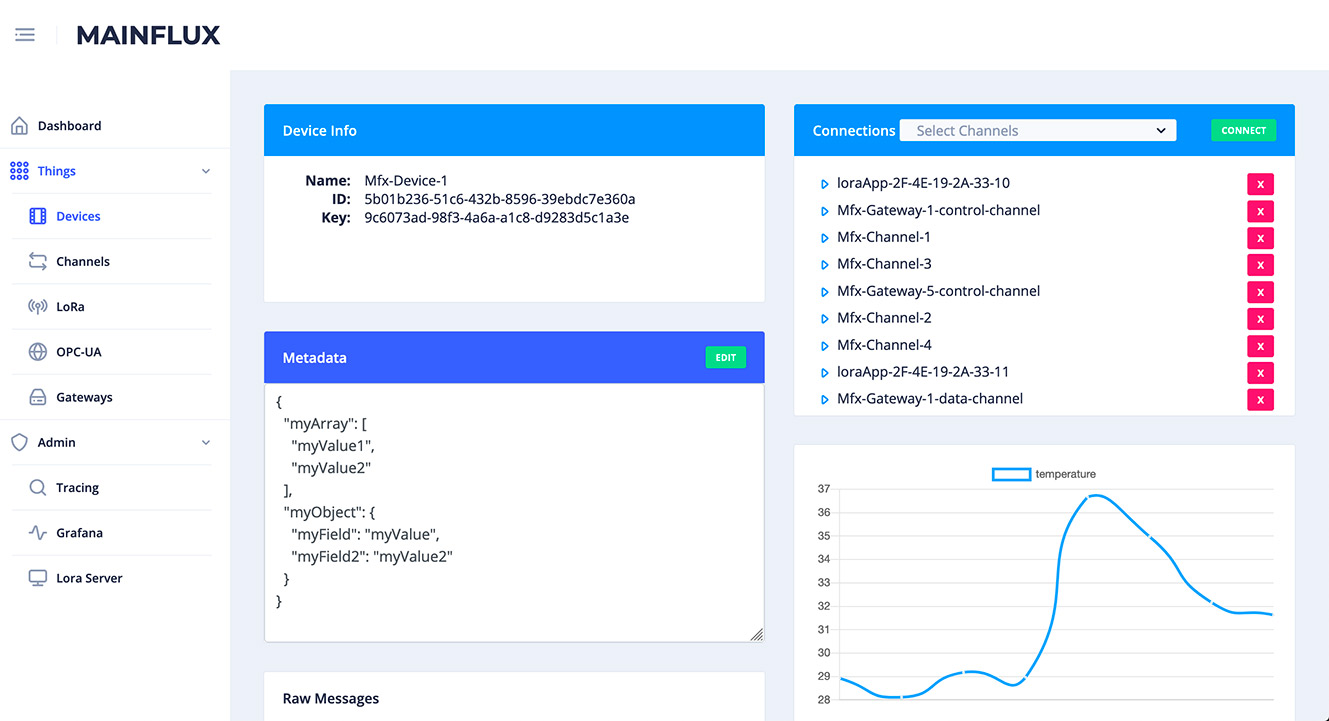 MAINFLUX
Dashboard
Things
Devices
Channels
LoRa
OPC-UA
Gateways
Admin
Tracing
Grafana
Lora Server
Device Info
Name: Mfx-Device-1
ID: 5b01b236-51c6-432b-8596-39ebdc7e360a
Key: 9c6073ad-98f3-4a6a-a1c8-d9283d5c1a3e
Metadata EDIT
{
"myArray": [
"myValue1",
"myValue2"
],
"myObject": {
"myField": "myValue",
"myField2": "myValue2"
}
}
Raw Messages
Connections Select Channels CONNECT
loraApp-2F-4E-19-2A-33-10 x
Mfx-Gateway-1-control-channel x
Mfx-Channel-1 x
Mfx-Channel-3 x
Mfx-Gateway-5-control-channel x
Mfx-Channel-2 x
Mfx-Channel-4 x
loraApp-2F-4E-19-2A-33-11 x
Mfx-Gateway-1-data-channel x
temperature
37
36
35
34
33
32
31
30
29
28